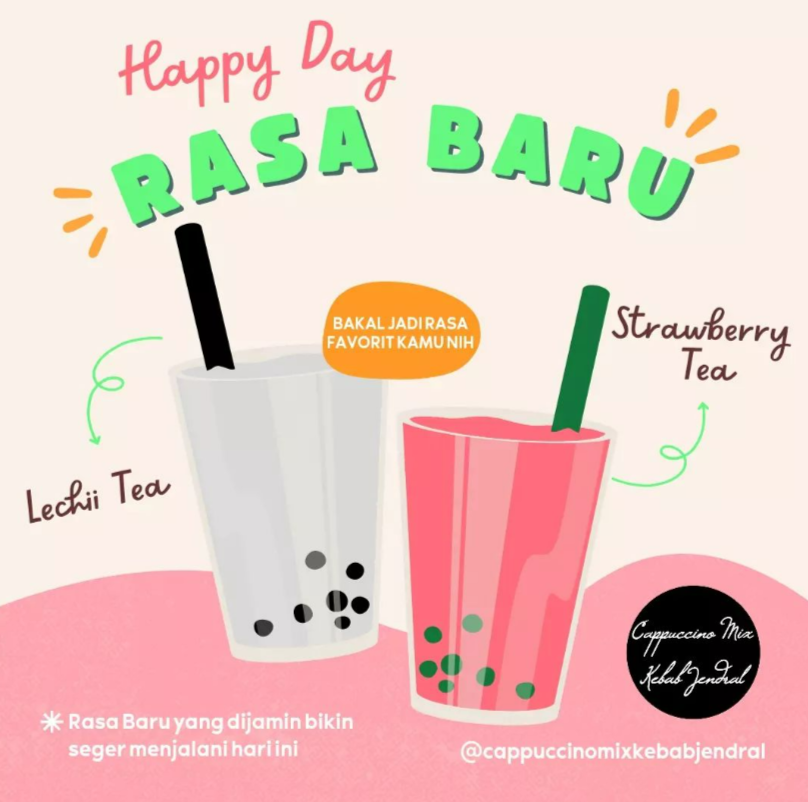 Happy Day
RASA BARU
BAKAL JADI RASA
FAVORIT KAMU NIH
Strawberry
Tea
Lechii Tea
Cappuccino Mix
Kebab Jendral
Rasa Baru yang dijamin bikin
seger menjalani hari ini
@cappuccinomixkebabjendral